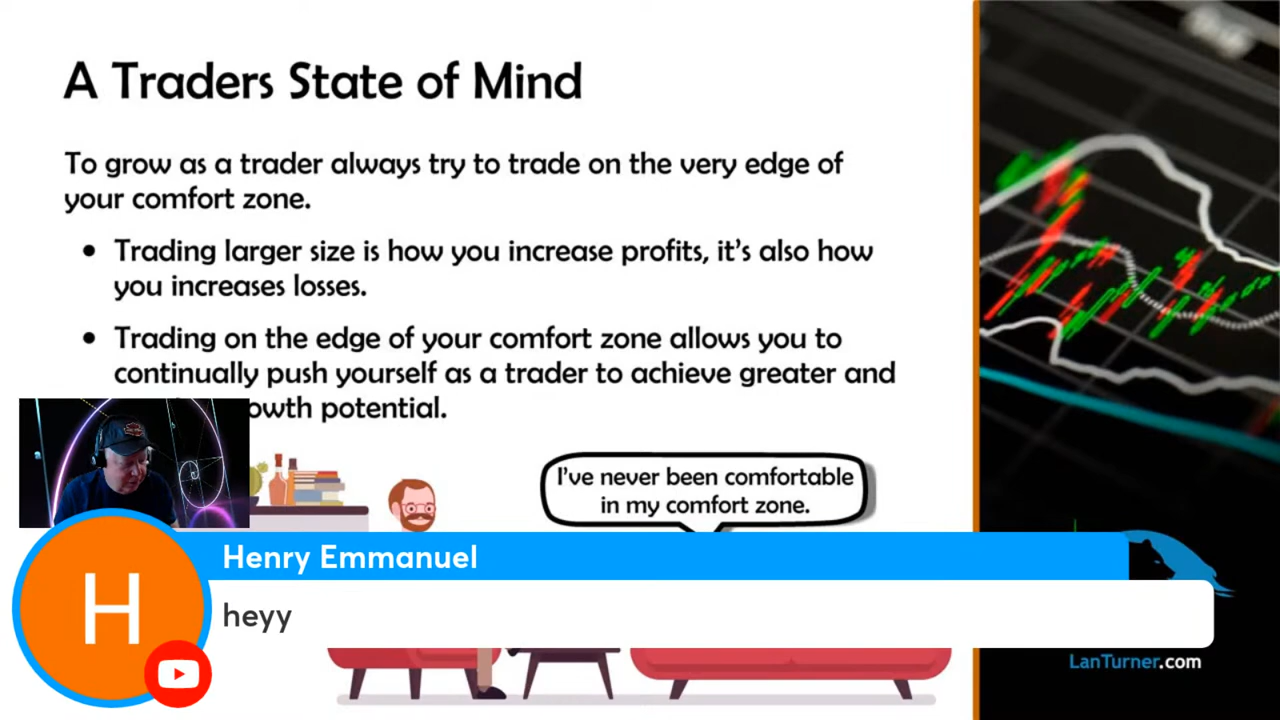 A Traders State of Mind
To grow as a trader always try to trade on the very edge of
your comfort zone.
• Trading larger size is how you increase profits, it's also how
you increases losses.
• Trading on the edge of your comfort zone allows you to
continually push yourself as a trader to achieve greater and
potential.
I've never been comfortable
in my comfort zone.
Henry Emmanuel
H
heyy
LanTurner.com